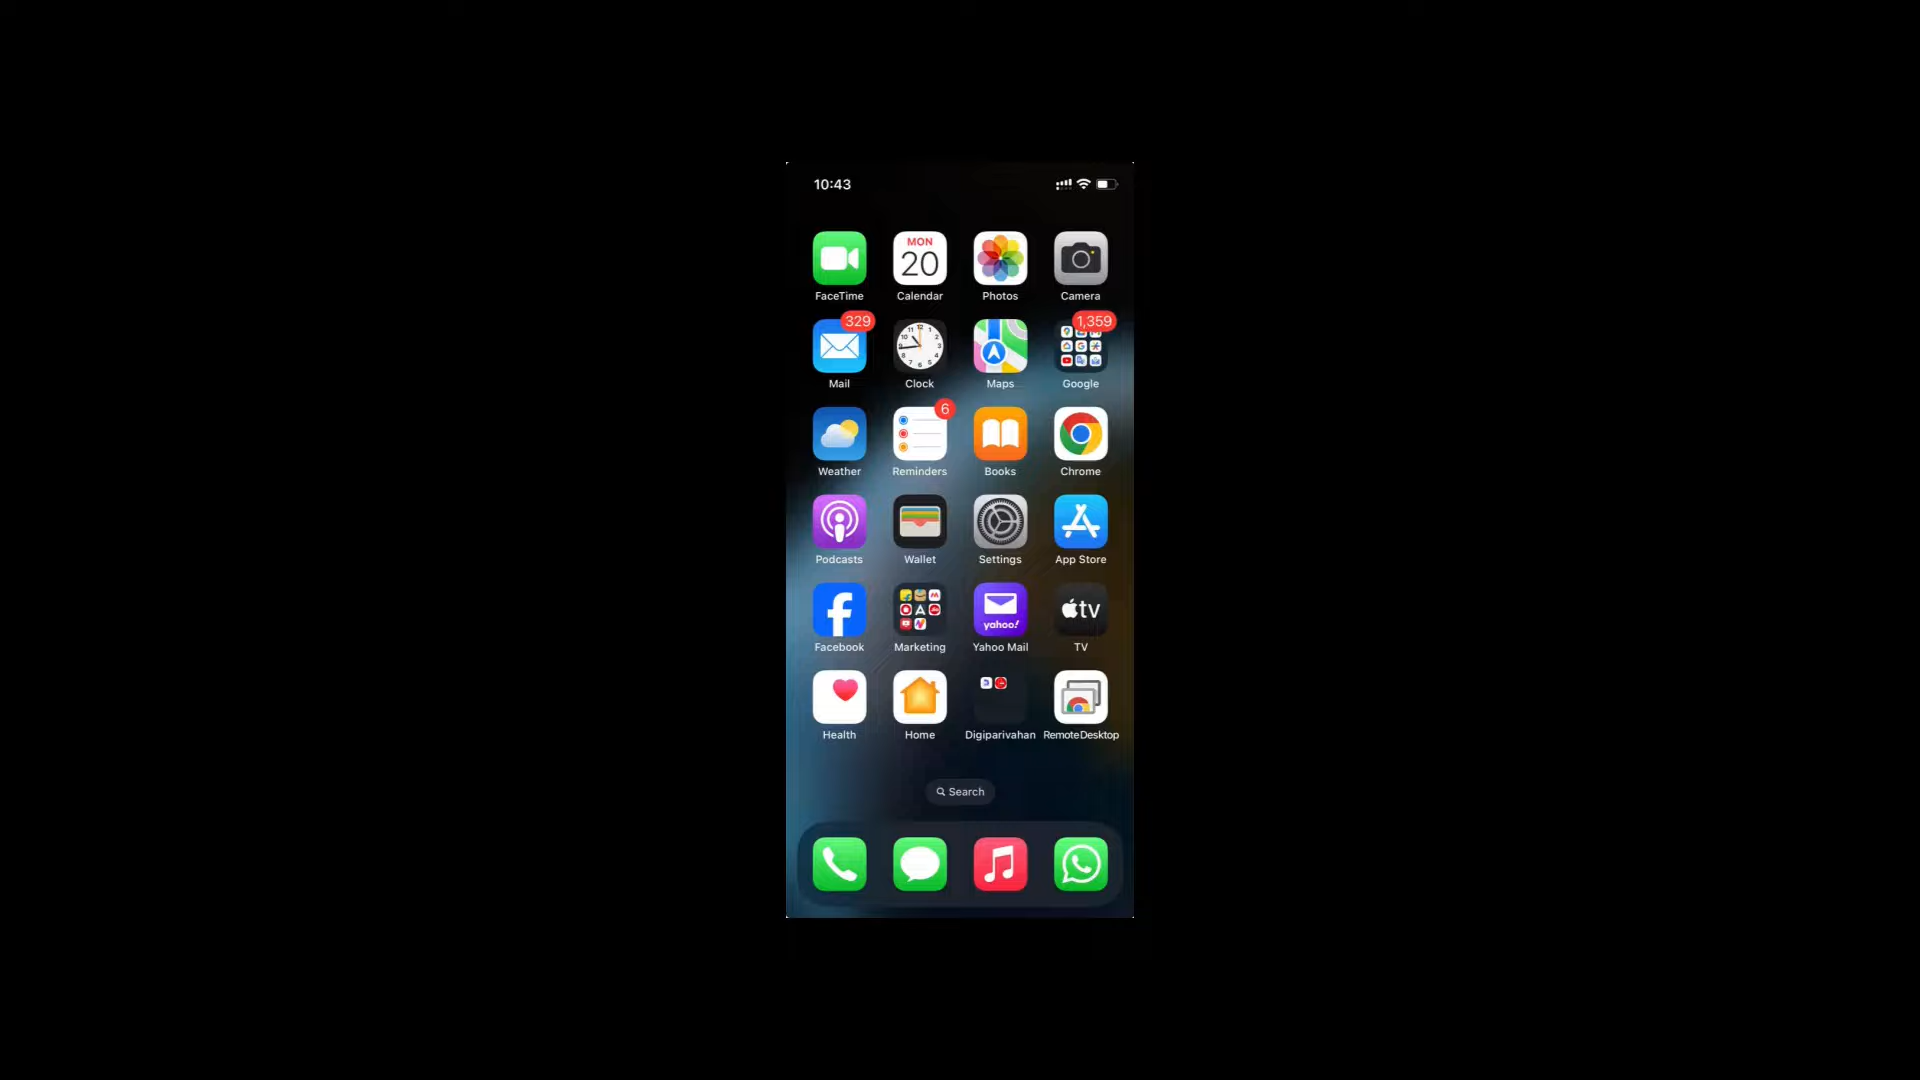 10:43
MON
20
FaceTime Calendar Photos Camera
329
1,359
Mail Clock Maps Google
6
Weather Reminders Books Chrome
Podcasts Wallet Settings App Store
yahoo!
tv
Facebook Marketing Yahoo Mail TV
Health Home Digiparivahan RemoteDesktop
Search